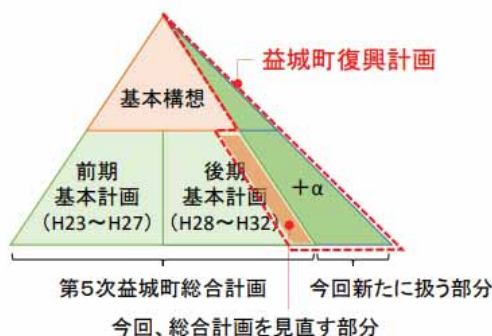 益城町復興計画
基本構想
前期
基本計画
(H23～H27)
後期
基本計画
(H28～H32)
＋α
第5次益城町総合計画
今回新たに扱う部分
今回、総合計画を見直す部分